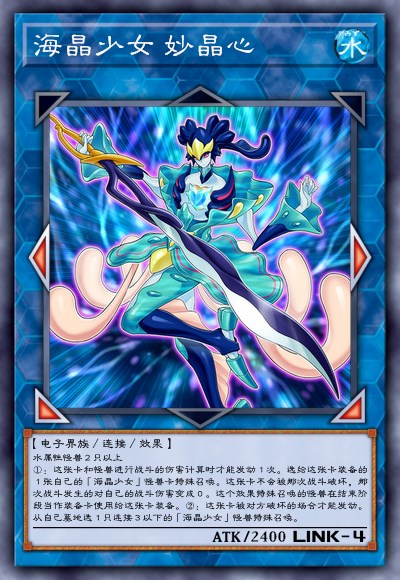 海晶少女 妙晶心
水
【电子界族／连接／效果】
水属性怪兽２只以上
①：这张卡和怪兽进行战斗的伤害计算时才能发动１次。选给这张卡装备的
１张自己的「海晶少女」怪兽卡特殊召唤。这张卡不会被那次战斗破坏，那
次战斗发生的对自己的战斗伤害变成０。这个效果特殊召唤的怪兽在结束阶
段当作装备卡使用给这张卡装备。②：这张卡被对方破坏的场合才能发动。
从自己墓地选１只连接３以下的「海晶少女」怪兽特殊召唤。
ATK/2400 LINK-4